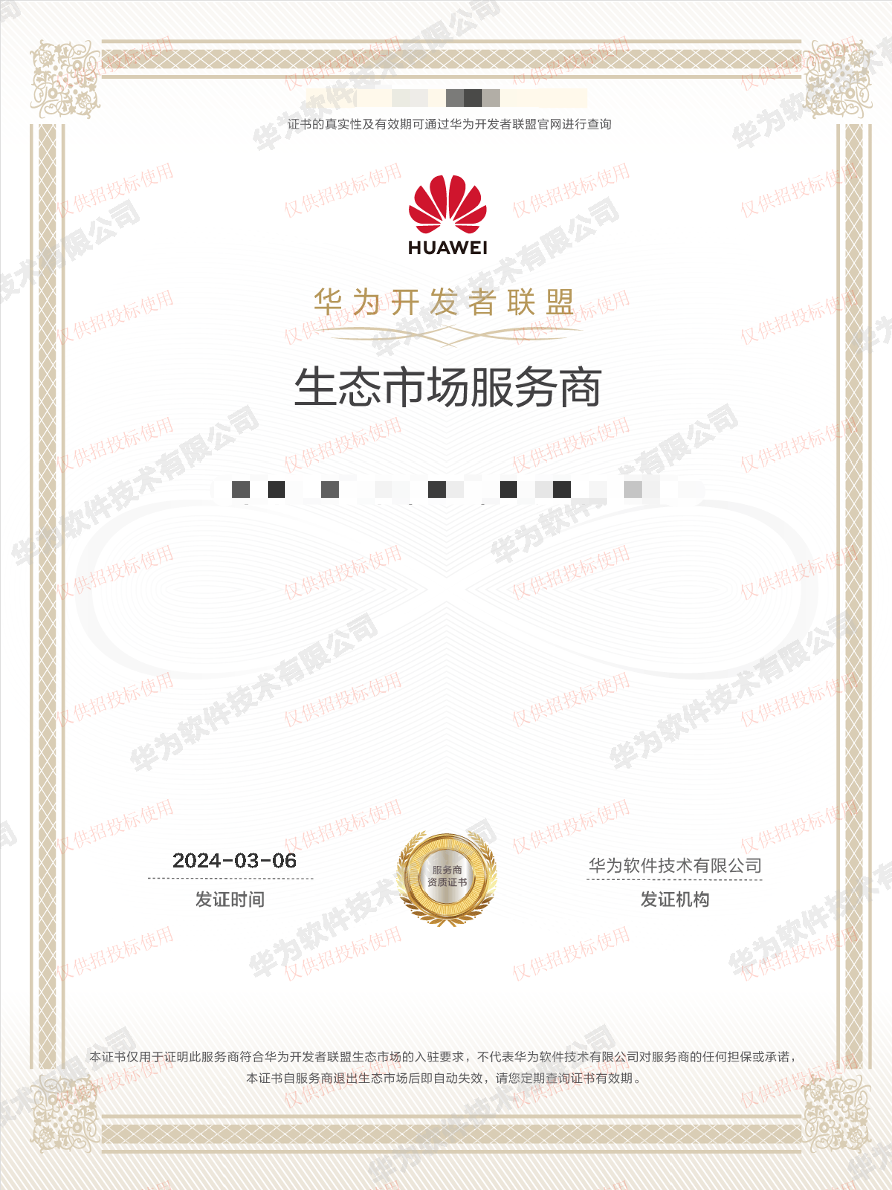 证书的真实性及有效期可通过华为开发者联盟官网进行查询
HUAWEI
华为开发者联盟
生态市场服务商
2024-03-06
发证时间
服务商
资质证书
华为软件技术有限公司
发证机构
本证书仅用于证明此服务商符合华为开发者联盟生态市场的入驻要求，不代表华为软件技术有限公司对服务商的任何担保或承诺，
本证书自服务商退出生态市场后即自动失效，请您定期查询证书有效期。
仅供招投标使用
华为软件技术有限公司